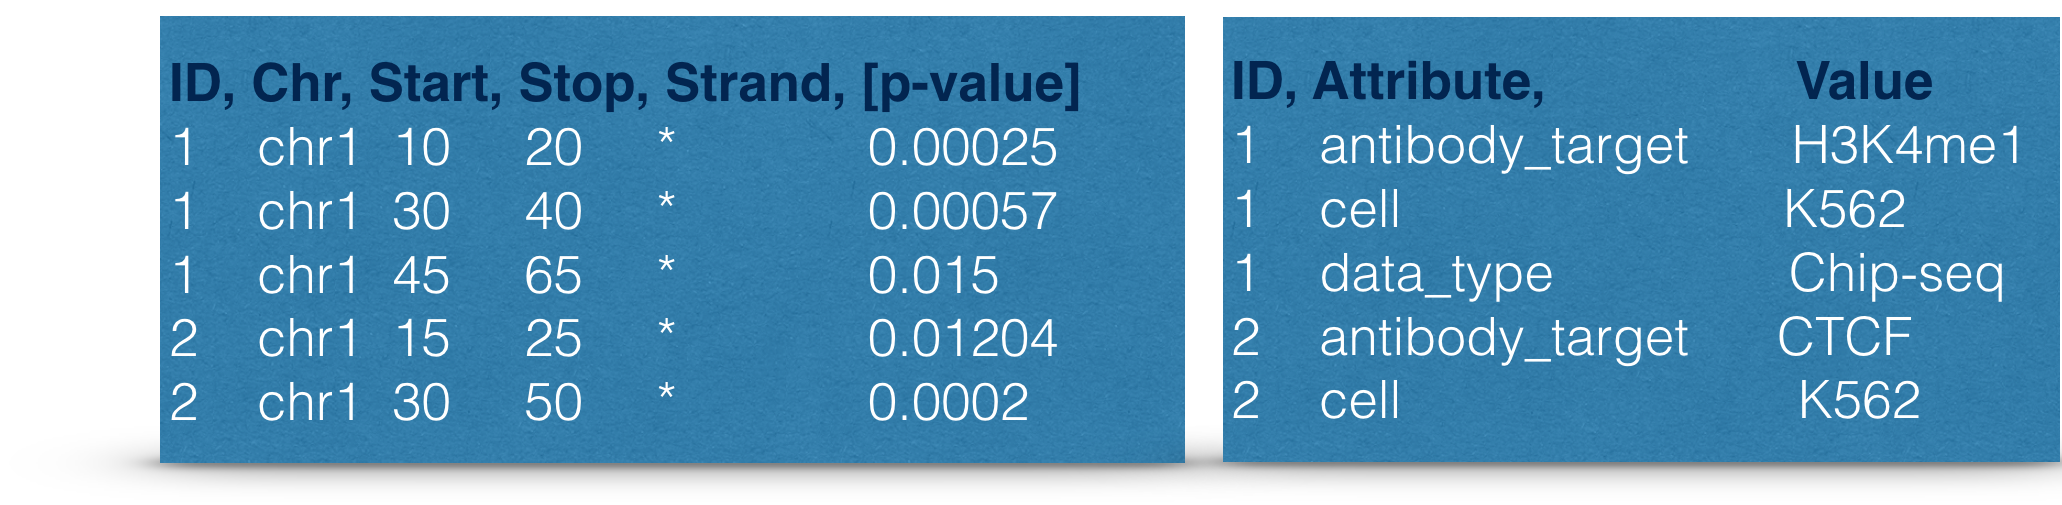 ID, Chr, Start, Stop, Strand, [p-value]
1 chr1 10 20 * 0.00025
1 chr1 30 40 * 0.00057
1 chr1 45 65 * 0.015
2 chr1 15 25 * 0.01204
2 chr1 30 50 * 0.0002
ID, Attribute, Value
1 antibody_target H3K4me1
1 cell K562
1 data_type Chip-seq
2 antibody_target CTCF
2 cell K562